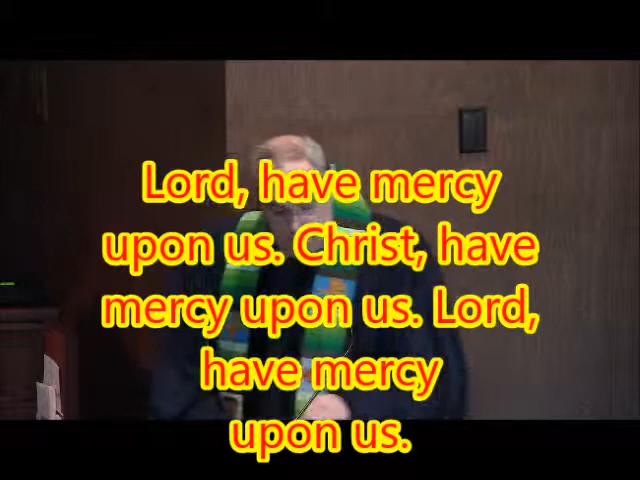 Lord, have mercy
upon us. Christ, have
mercy upon us. Lord,
have mercy
upon us.